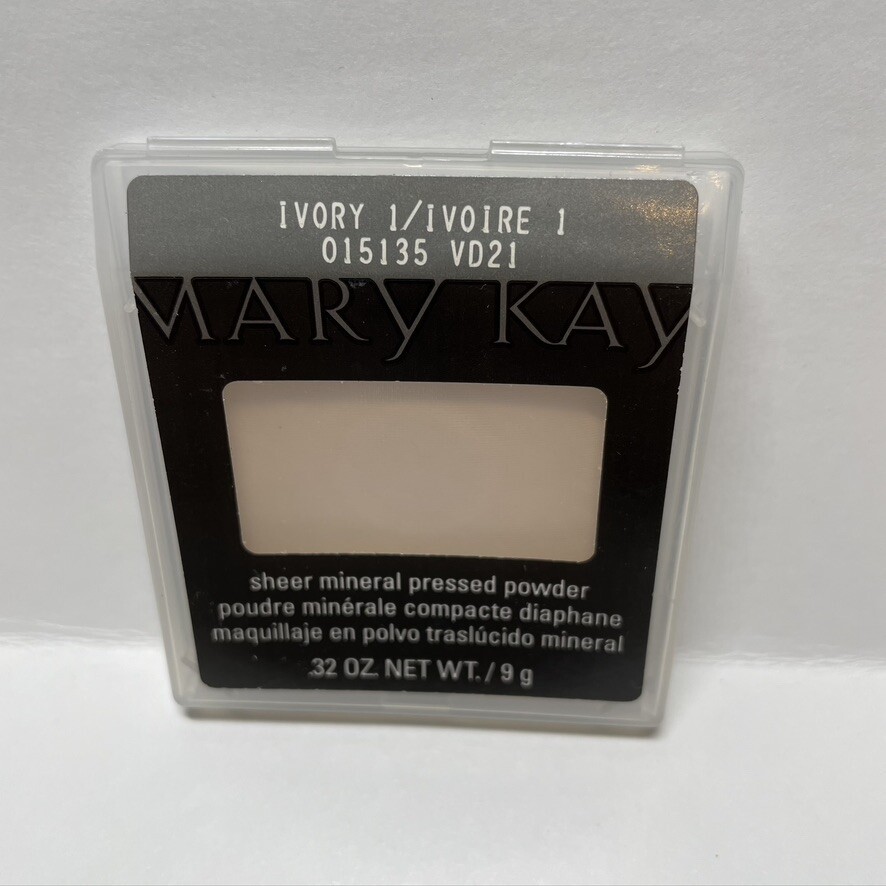 IVORY 1/IVOIRE 1
015135 VD21
MARY KAY
sheer mineral pressed powder
poudre minérale compacte diaphane
maquillaje en polvo traslúcido mineral
.32 OZ. NET WT. / 9 g